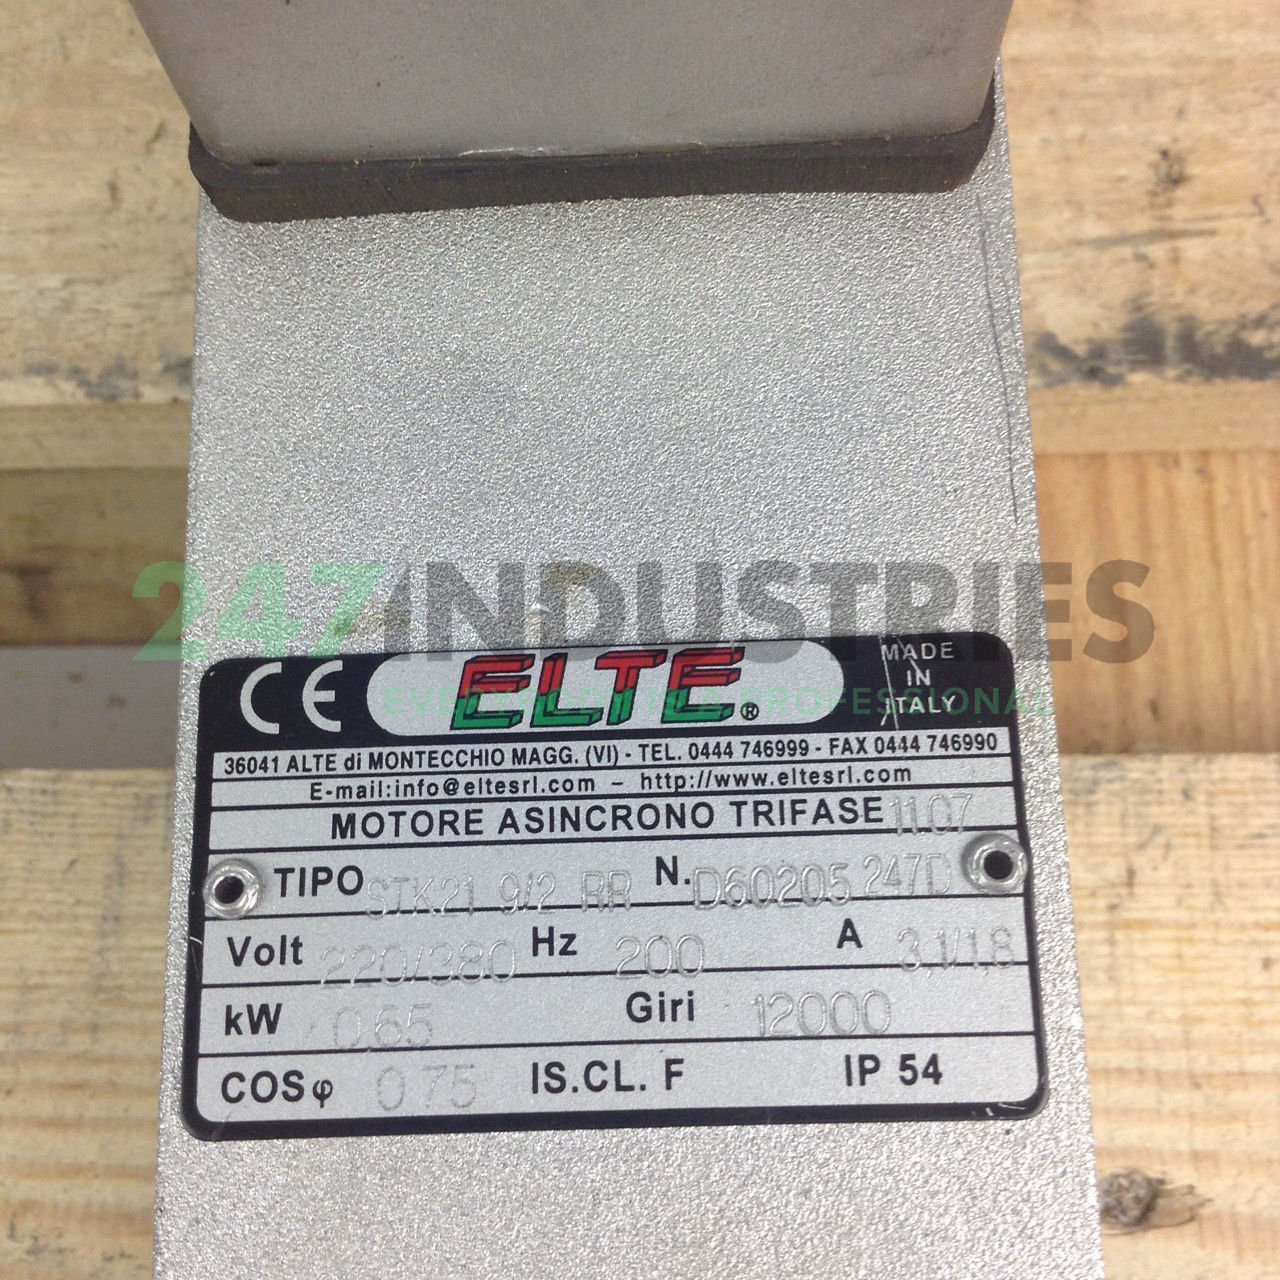 247INDUSTRIES
EVERYBODY IS A PROFESSIONAL
CE ELTE® MADE IN ITALY
36041 ALTE di MONTECCHIO MAGG. (VI) - TEL. 0444 746999 - FAX 0444 746990
E-mail:info@eltesrl.com – http://www.eltesrl.com
MOTORE ASINCRONO TRIFASE 11.07
TIPO STK21 9/2 RR N. D60205 247D
Volt 220/380 Hz 200 A 3,1/1,8
kW 0.65 Giri 12000
COSφ 0.75 IS.CL. F IP 54